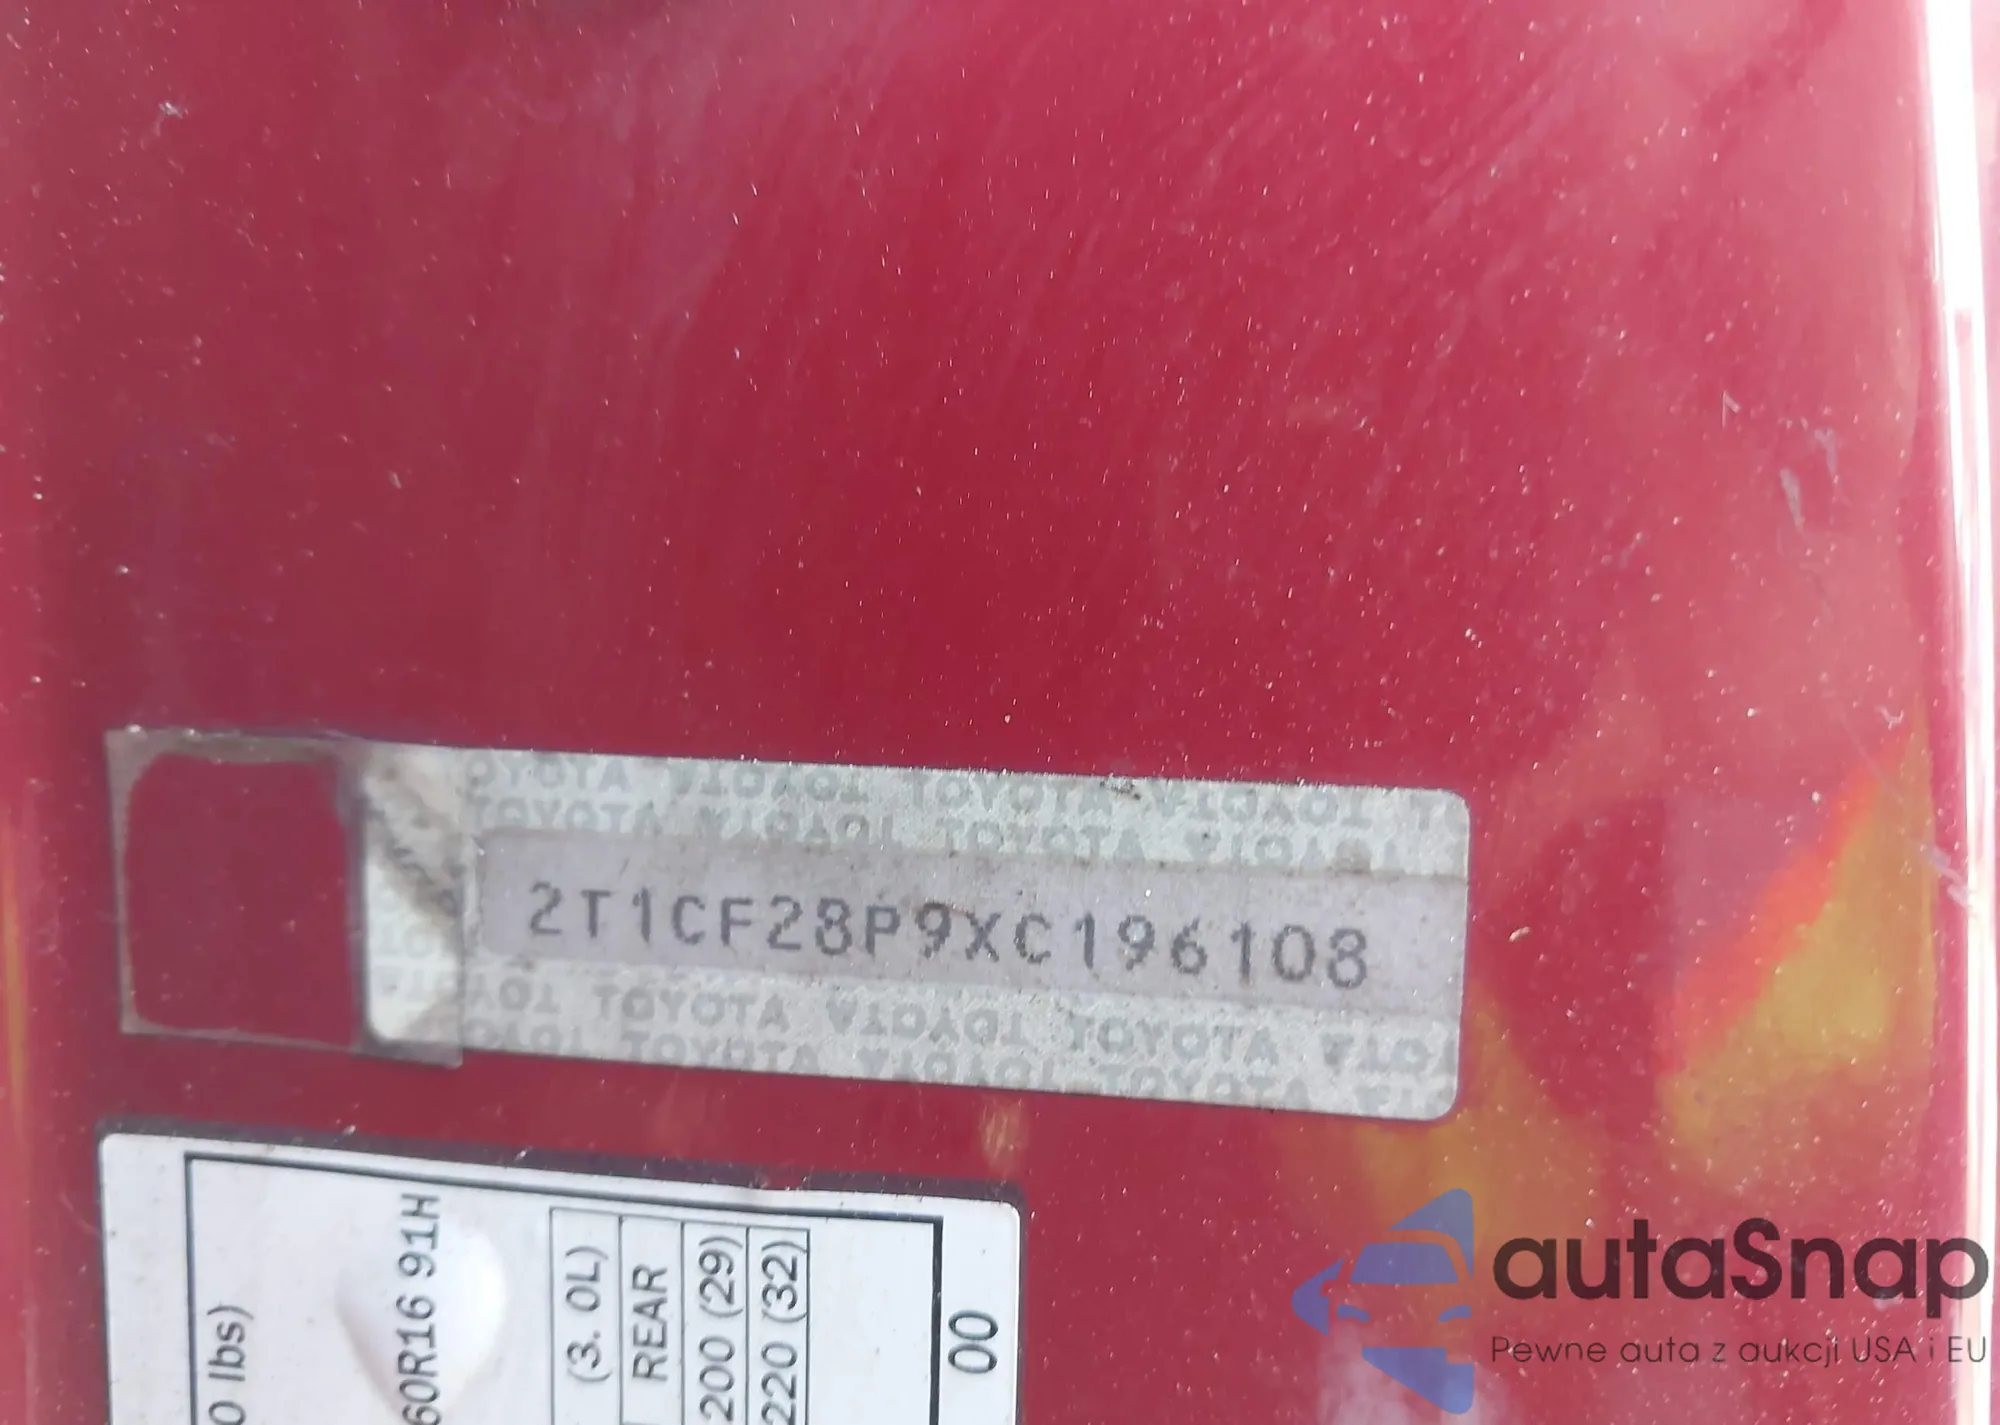 OYOTA TOYOTA TOYOTA TOYOTA T
TOYOTA TOYOTA TOYOTA TOYOTA
2T1CF28P9XC196108
TOYOTA TOYOTA TOYOTA
TOYOTA TOYOTA TOYOTA
0 lbs)
60R16 91H
(3. 0L)
REAR
200 (29)
220 (32)
00
autaSnap
Pewne auta z aukcji USA i EU